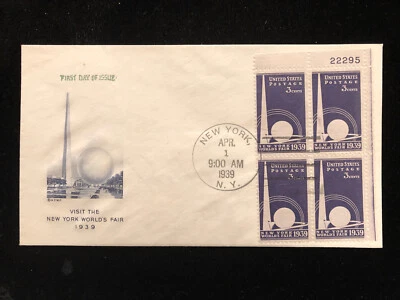 FIRST DAY OF ISSUE
VISIT THE
NEW YORK WORLD'S FAIR
1939
NEW YORK,
APR.
1
9:00 AM
1939
N. Y.
22295
UNITED STATES
POSTAGE
3 CENTS
NEW YORK
WORLD'S FAIR 1939
UNITED STATES
POSTAGE
3 CENTS
NEW YORK
WORLD'S FAIR 1939
UNITED STATES
POSTAGE
3 CENTS
NEW YORK
WORLD'S FAIR 1939
UNITED STATES
POSTAGE
3 CENTS
NEW YORK
WORLD'S FAIR 1939